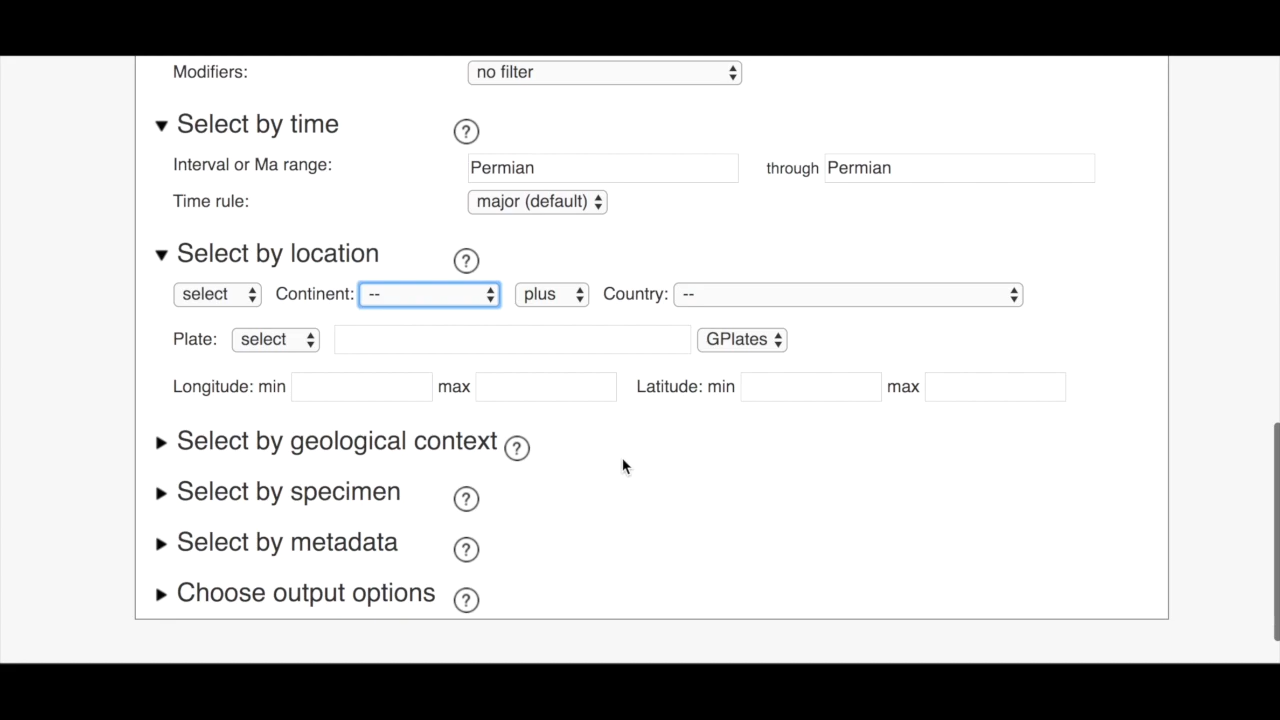 Modifiers: no filter
▼ Select by time ?
Interval or Ma range: Permian through Permian
Time rule: major (default)
▼ Select by location ?
select Continent: -- plus Country: --
Plate: select GPlates
Longitude: min max Latitude: min max
▶ Select by geological context ?
▶ Select by specimen ?
▶ Select by metadata ?
▶ Choose output options ?